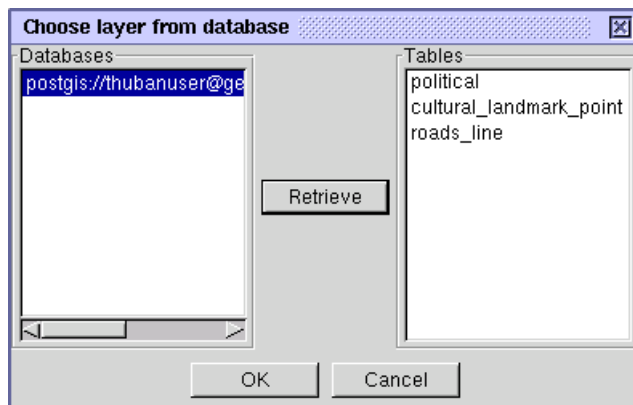 Choose layer from database
Databases
Tables
postgis://thubanuser@ge
political
cultural_landmark_point
roads_line
Retrieve
OK
Cancel